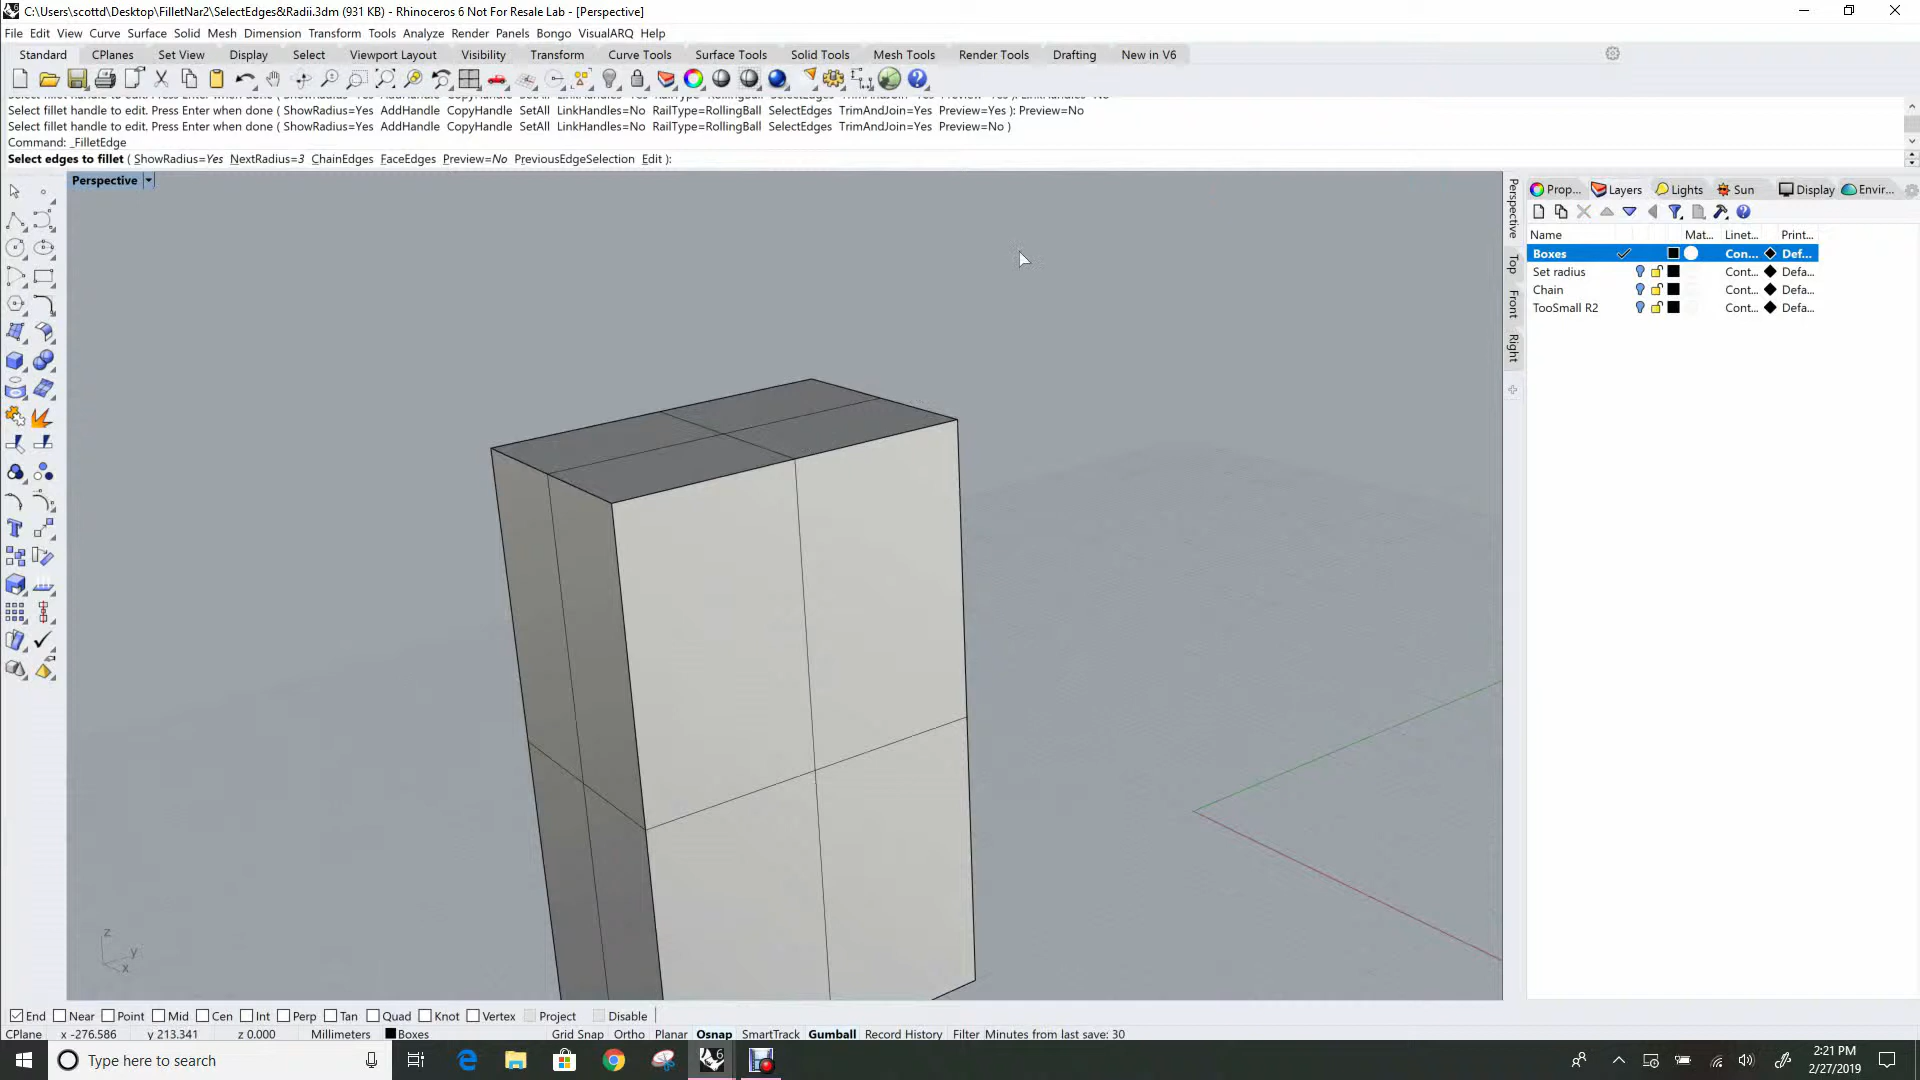 C:\Users\scottd\Desktop\FilletNar2\SelectEdges&Radii.3dm (931 KB) - Rhinoceros 6 Not For Resale Lab - [Perspective]
File Edit View Curve Surface Solid Mesh Dimension Transform Tools Analyze Render Panels Bongo VisualARQ Help
Standard CPlanes Set View Display Select Viewport Layout Visibility Transform Curve Tools Surface Tools Solid Tools Mesh Tools Render Tools Drafting New in V6
Select fillet handle to edit. Press Enter when done ( ShowRadius=Yes AddHandle CopyHandle SetAll LinkHandles=No RailType=RollingBall SelectEdges TrimAndJoin=Yes Preview=Yes ): Preview=No
Select fillet handle to edit. Press Enter when done ( ShowRadius=Yes AddHandle CopyHandle SetAll LinkHandles=No RailType=RollingBall SelectEdges TrimAndJoin=Yes Preview=No )
Command: _FilletEdge
Select edges to fillet ( ShowRadius=Yes NextRadius=3 ChainEdges FaceEdges Preview=No PreviousEdgeSelection Edit ):
Perspective
Perspective
Top
Front
Right
Prop... Layers Lights Sun Display Envir...
Name Mat... Linet... Print...
Boxes Con... Def...
Set radius Cont... Defa...
Chain Cont... Defa...
TooSmall R2 Cont... Defa...
z
y
x
End Near Point Mid Cen Int Perp Tan Quad Knot Vertex Project Disable
CPlane x -276.586 y 213.341 z 0.000 Millimeters Boxes Grid Snap Ortho Planar Osnap SmartTrack Gumball Record History Filter Minutes from last save: 30
Type here to search
2:21 PM
2/27/2019